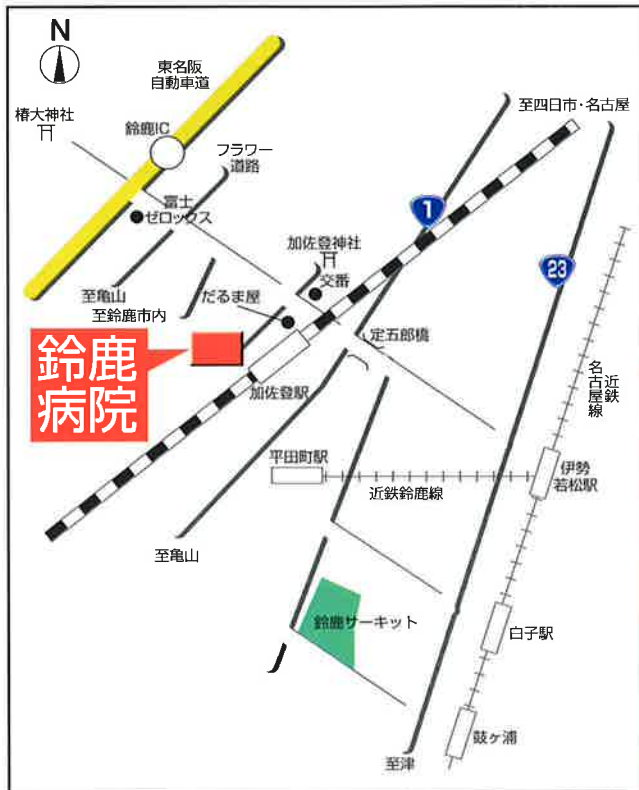 N
東名阪
自動車道
椿大神社
鈴鹿IC
至四日市・名古屋
フラワー
道路
富士
ゼロックス
1
加佐登神社
23
交番
至亀山
だるま屋
至鈴鹿市内
定五郎橋
鈴鹿
病院
加佐登駅
近鉄
名古屋線
平田町駅
近鉄鈴鹿線
伊勢
若松駅
至亀山
鈴鹿サーキット
白子駅
鼓ヶ浦
至津